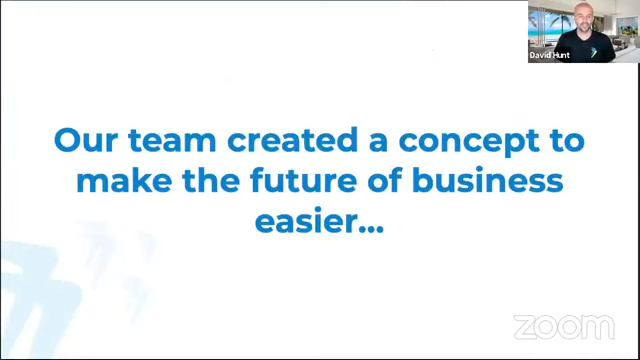 David Hunt
Our team created a concept to
make the future of business
easier...
zoom